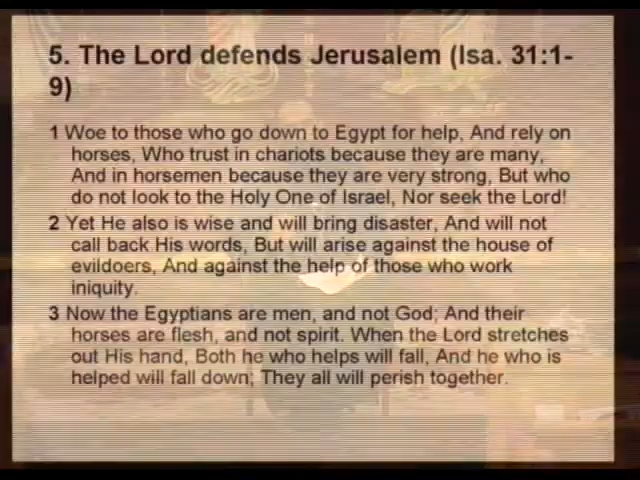 5. The Lord defends Jerusalem (Isa. 31:1-
9)
1 Woe to those who go down to Egypt for help, And rely on
horses, Who trust in chariots because they are many,
And in horsemen because they are very strong, But who
do not look to the Holy One of Israel, Nor seek the Lord!
2 Yet He also is wise and will bring disaster, And will not
call back His words, But will arise against the house of
evildoers, And against the help of those who work
iniquity.
3 Now the Egyptians are men, and not God; And their
horses are flesh, and not spirit. When the Lord stretches
out His hand, Both he who helps will fall, And he who is
helped will fall down; They all will perish together.